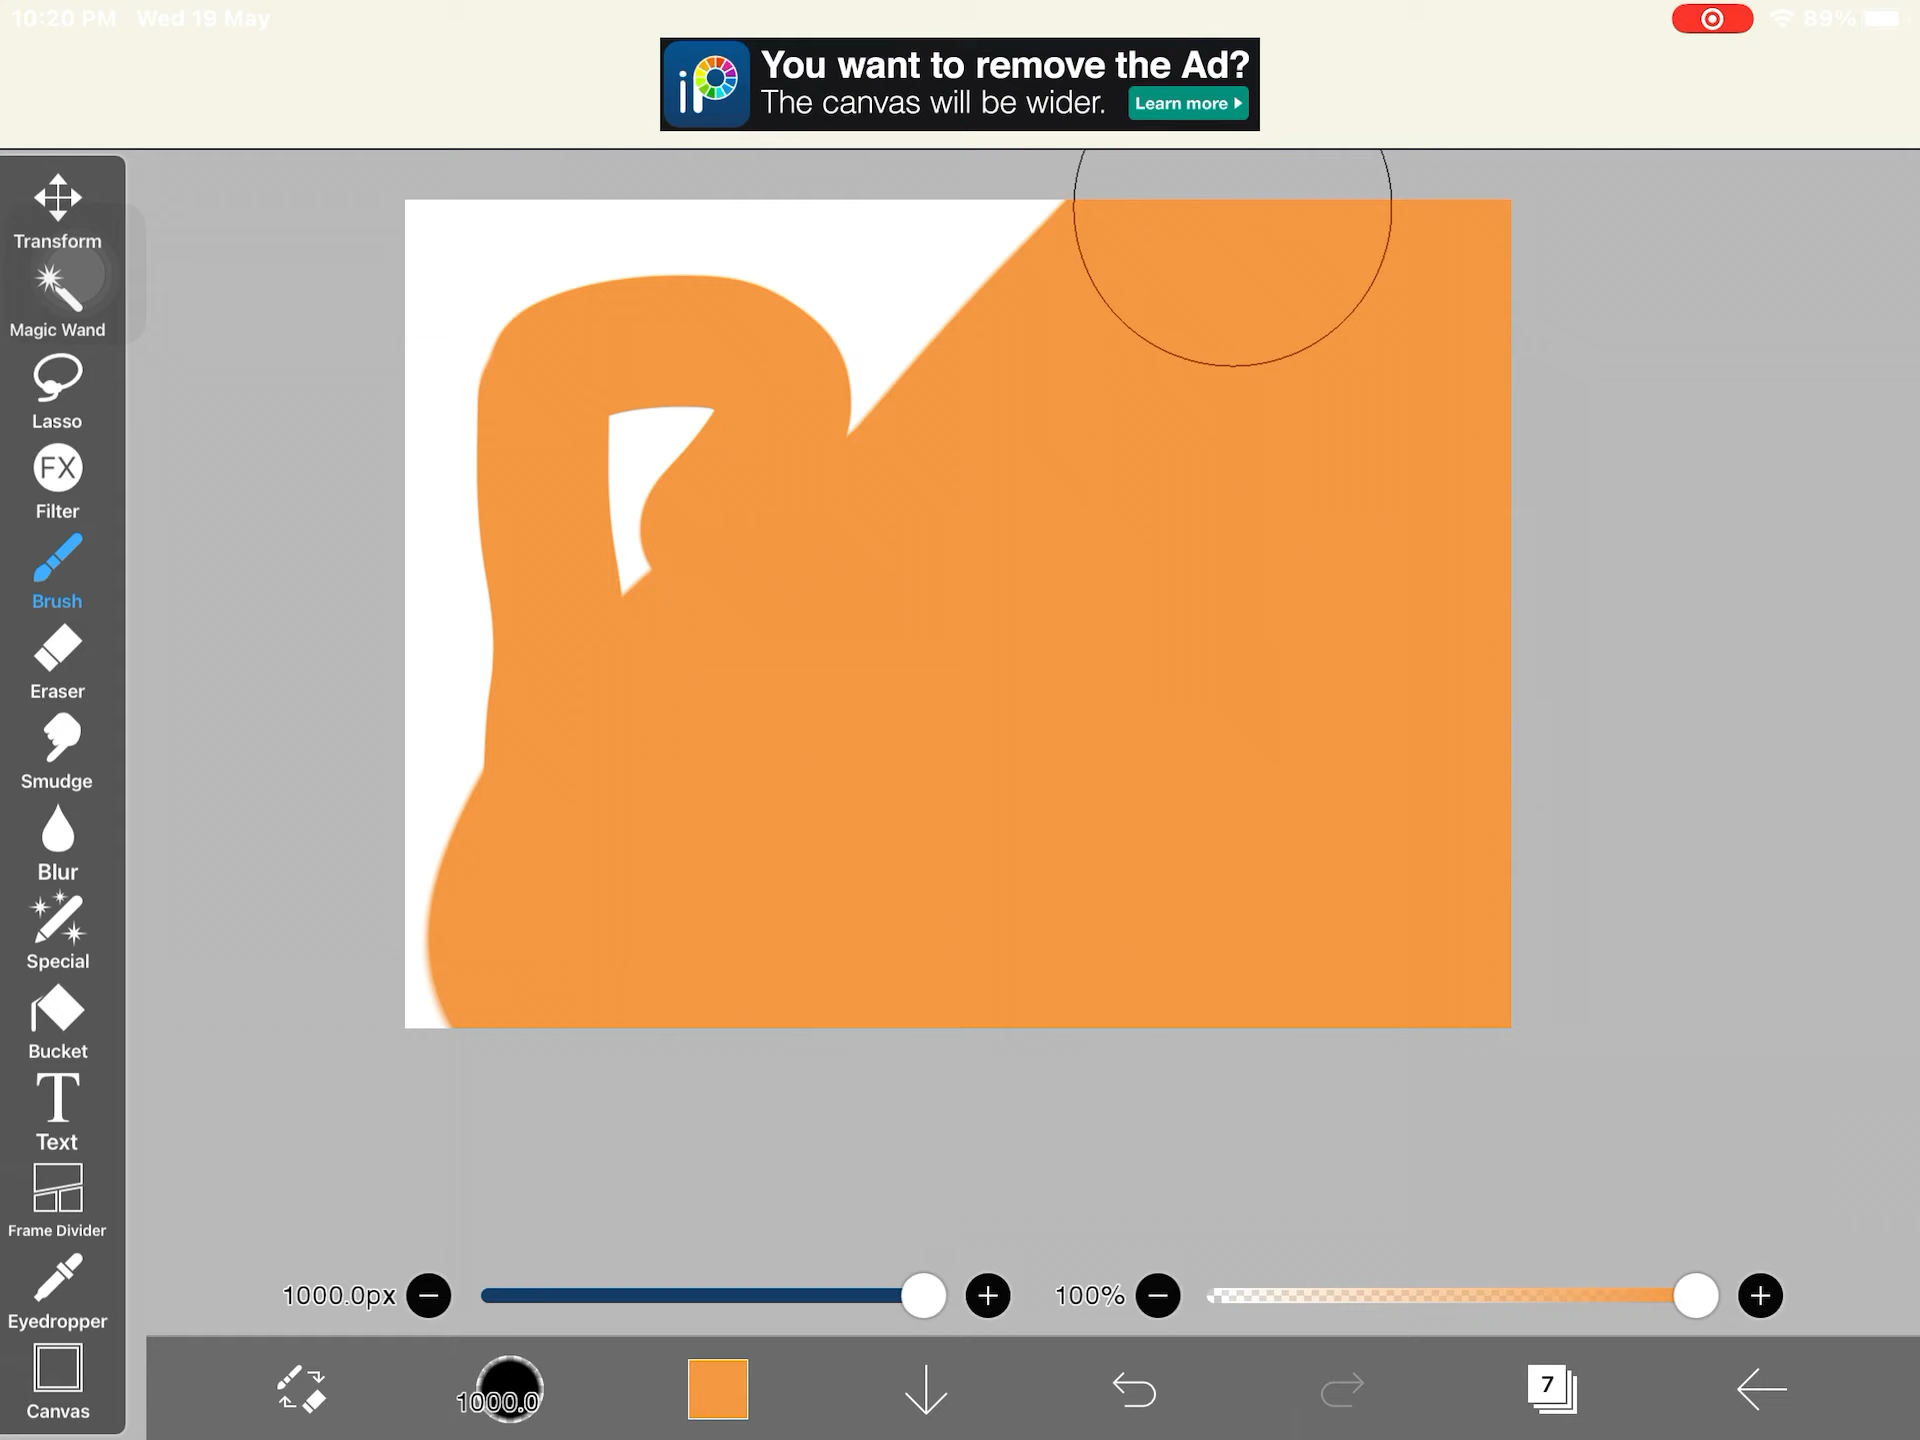 10:20 PM Wed 19 May
89%
iP
You want to remove the Ad?
The canvas will be wider.
Learn more
Transform
Magic Wand
Lasso
FX
Filter
Brush
Eraser
Smudge
Blur
Special
Bucket
T
Text
Frame Divider
Eyedropper
Canvas
1000.0px
100%
1000.0
7